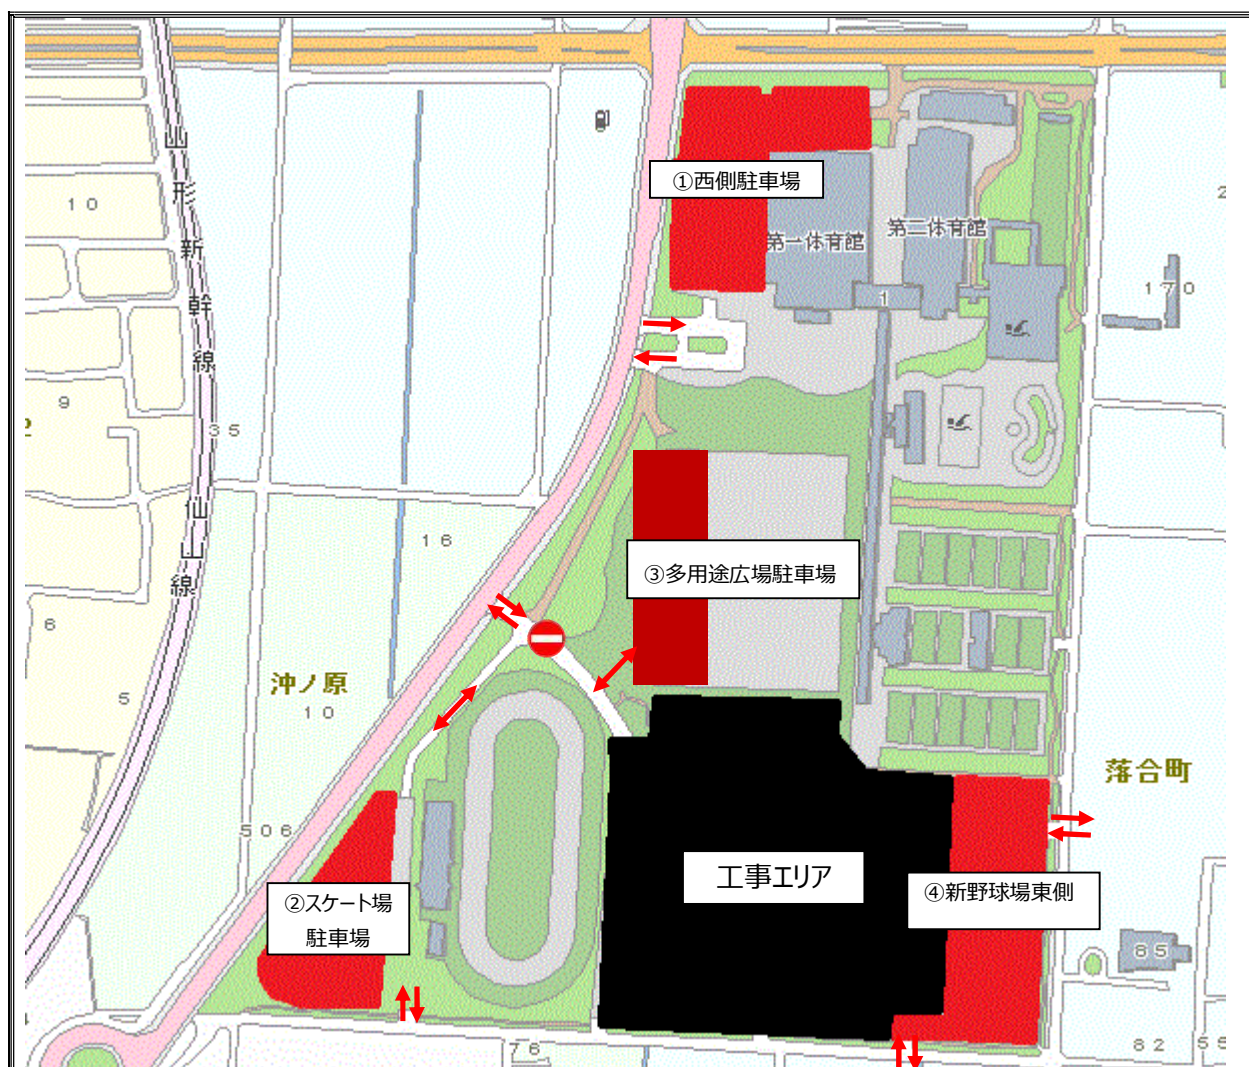 ①西側駐車場
山形新幹線
仙山線
10
第一体育館
第二体育館
1
170
9
35
16
③多用途広場駐車場
6
5
沖ノ原
10
落合町
506
工事エリア
②スケート場
駐車場
④新野球場東側
85
76
82
55